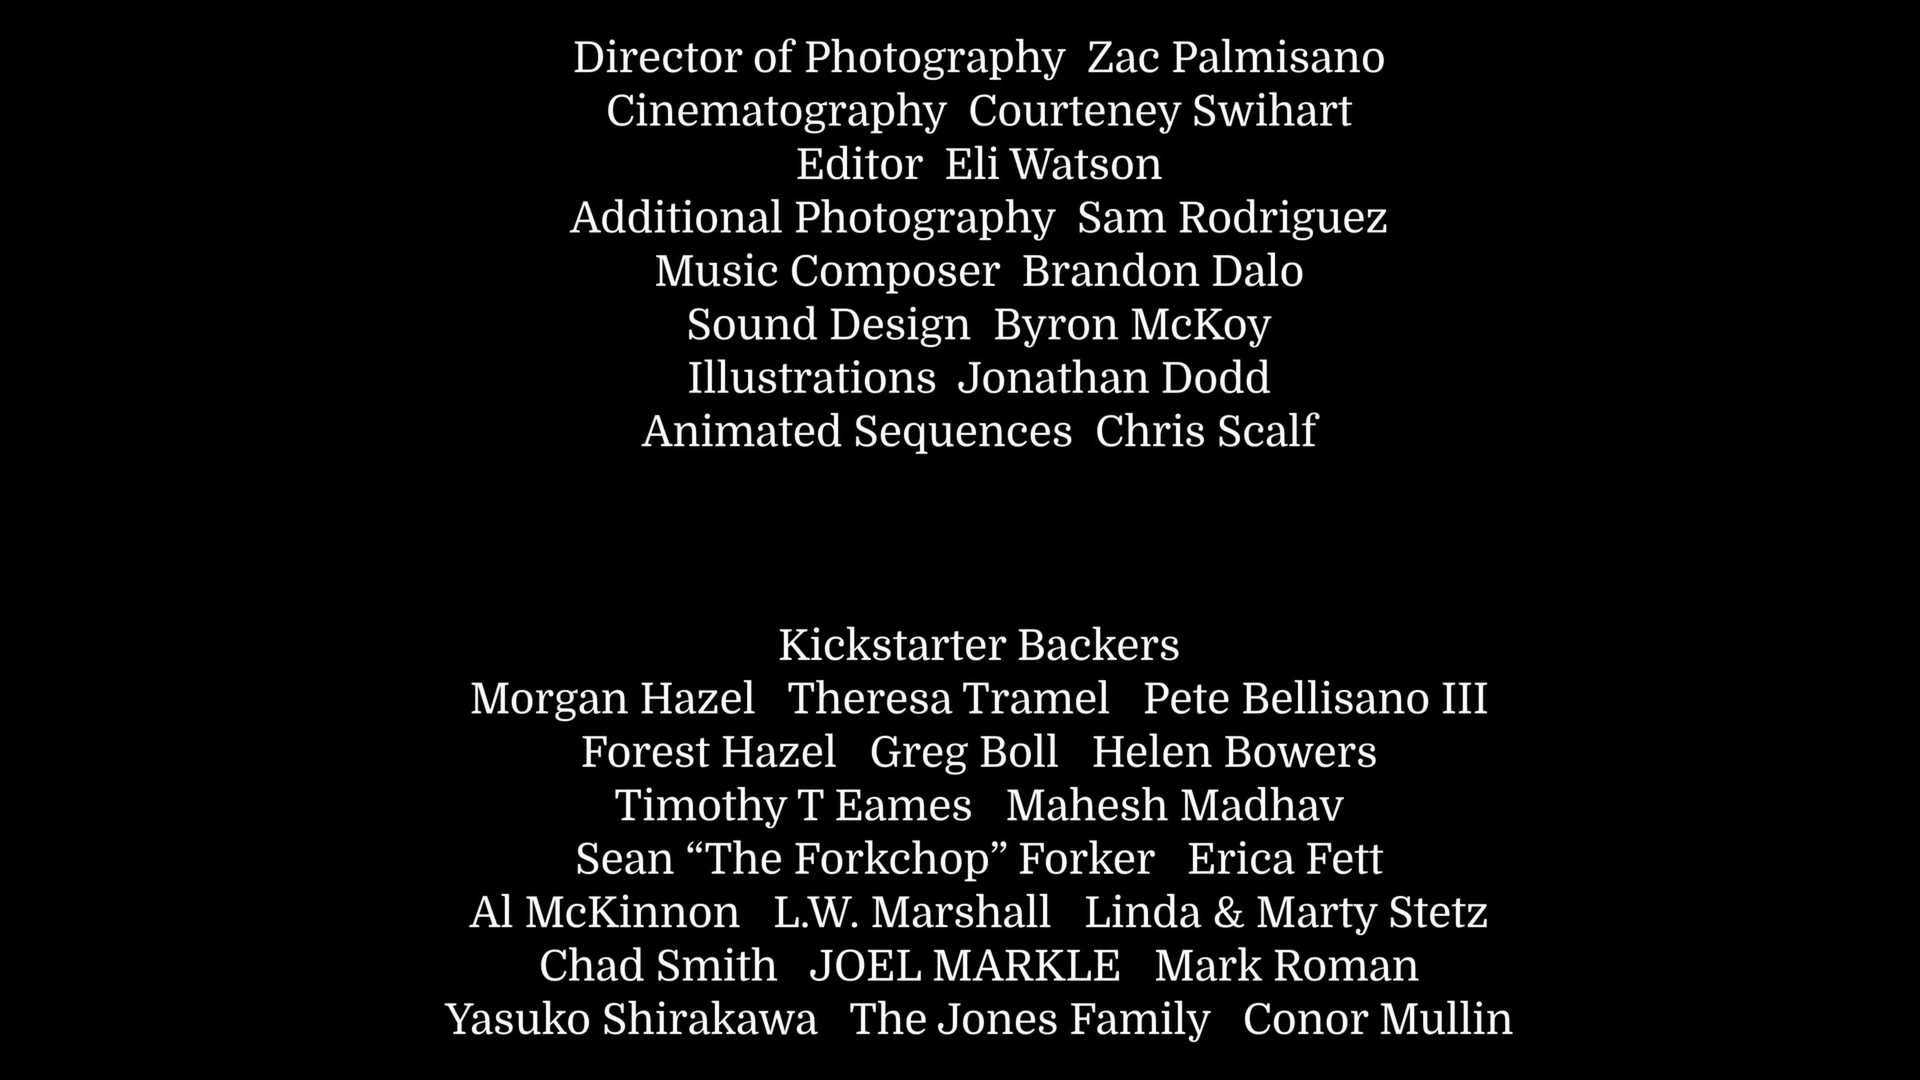 Director of Photography  Zac Palmisano
Cinematography  Courteney Swihart
Editor  Eli Watson
Additional Photography  Sam Rodriguez
Music Composer  Brandon Dalo
Sound Design  Byron McKoy
Illustrations  Jonathan Dodd
Animated Sequences  Chris Scalf
Kickstarter Backers
Morgan Hazel   Theresa Tramel   Pete Bellisano III
Forest Hazel   Greg Boll   Helen Bowers
Timothy T Eames   Mahesh Madhav
Sean “The Forkchop” Forker   Erica Fett
Al McKinnon   L.W. Marshall   Linda & Marty Stetz
Chad Smith   JOEL MARKLE   Mark Roman
Yasuko Shirakawa   The Jones Family   Conor Mullin